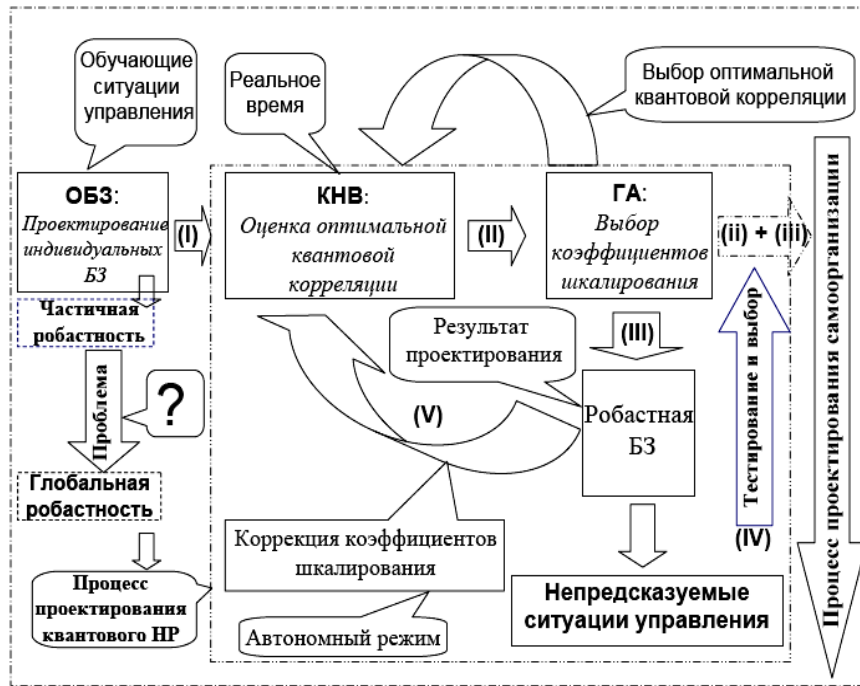 Обучающие
ситуации
управления
Реальное
время
Выбор оптимальной
квантовой корреляции
ОБЗ:
Проектирование
индивидуальных
БЗ
(I)
КНВ:
Оценка оптимальной
квантовой
корреляции
(II)
ГА:
Выбор
коэффициентов
шкалирования
(ii) + (iii)
Частичная
робастность
Проблема
?
Глобальная
робастность
Процесс
проектирования
квантового НР
Результат
проектирования
(III)
(V)
Робастная
БЗ
Тестирование и выбор
(IV)
Коррекция коэффициентов
шкалирования
Автономный режим
Непредсказуемые
ситуации управления
Процесс проектирования самоорганизации